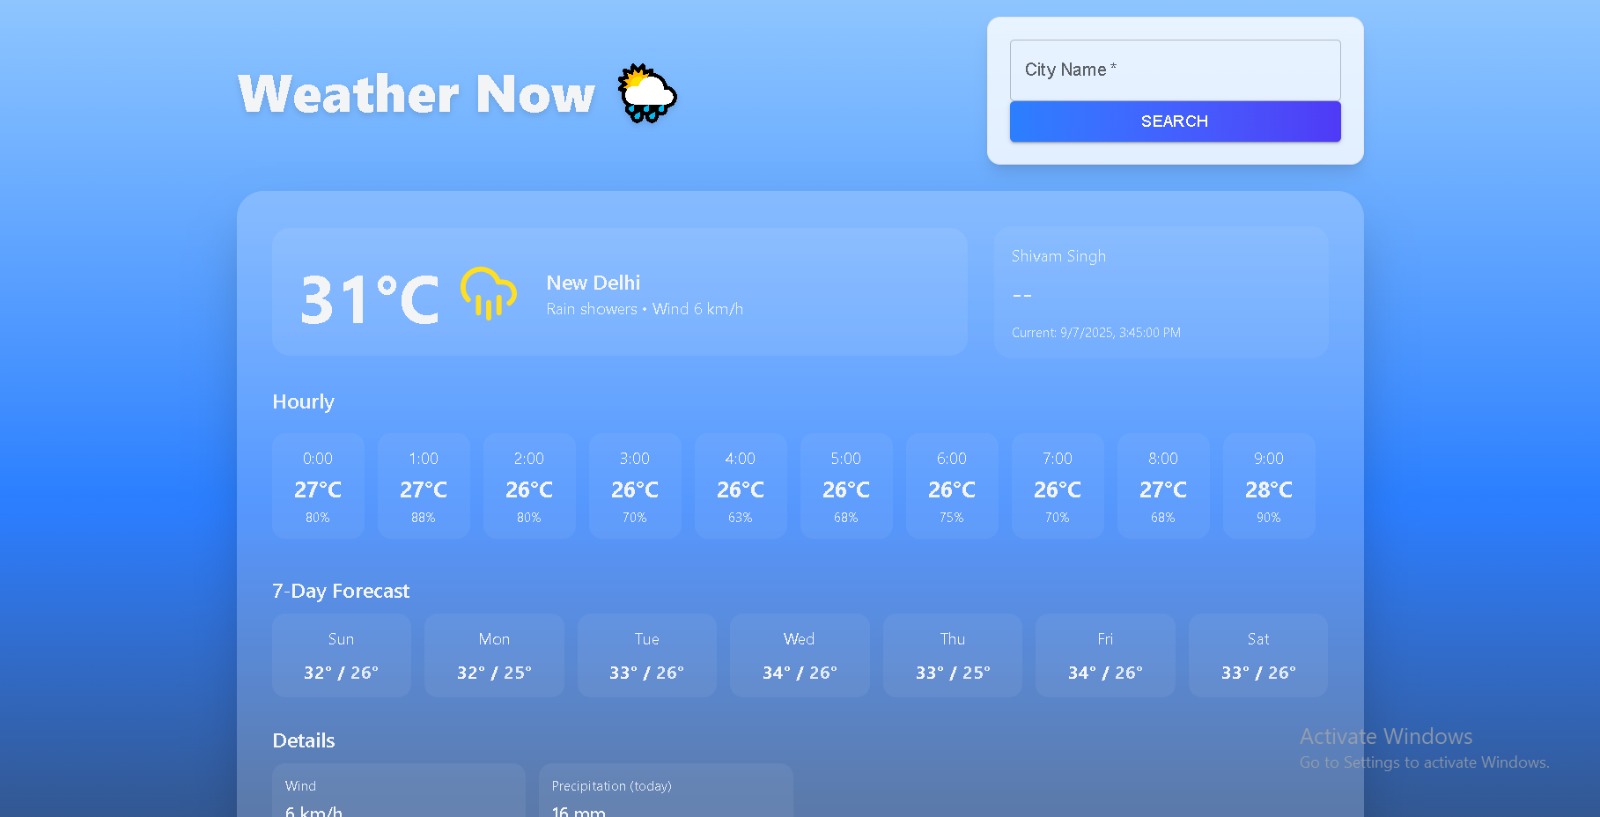 Weather Now
City Name *
SEARCH
31°C
New Delhi
Rain showers • Wind 6 km/h
Shivam Singh
--
Current: 9/7/2025, 3:45:00 PM
Hourly
0:00 1:00 2:00 3:00 4:00 5:00 6:00 7:00 8:00 9:00
27°C 27°C 26°C 26°C 26°C 26°C 26°C 26°C 27°C 28°C
80% 88% 80% 70% 63% 68% 75% 70% 68% 90%
7-Day Forecast
Sun Mon Tue Wed Thu Fri Sat
32° / 26° 32° / 25° 33° / 26° 34° / 26° 33° / 25° 34° / 26° 33° / 26°
Details
Wind Precipitation (today)
6 km/h 16 mm
Activate Windows
Go to Settings to activate Windows.